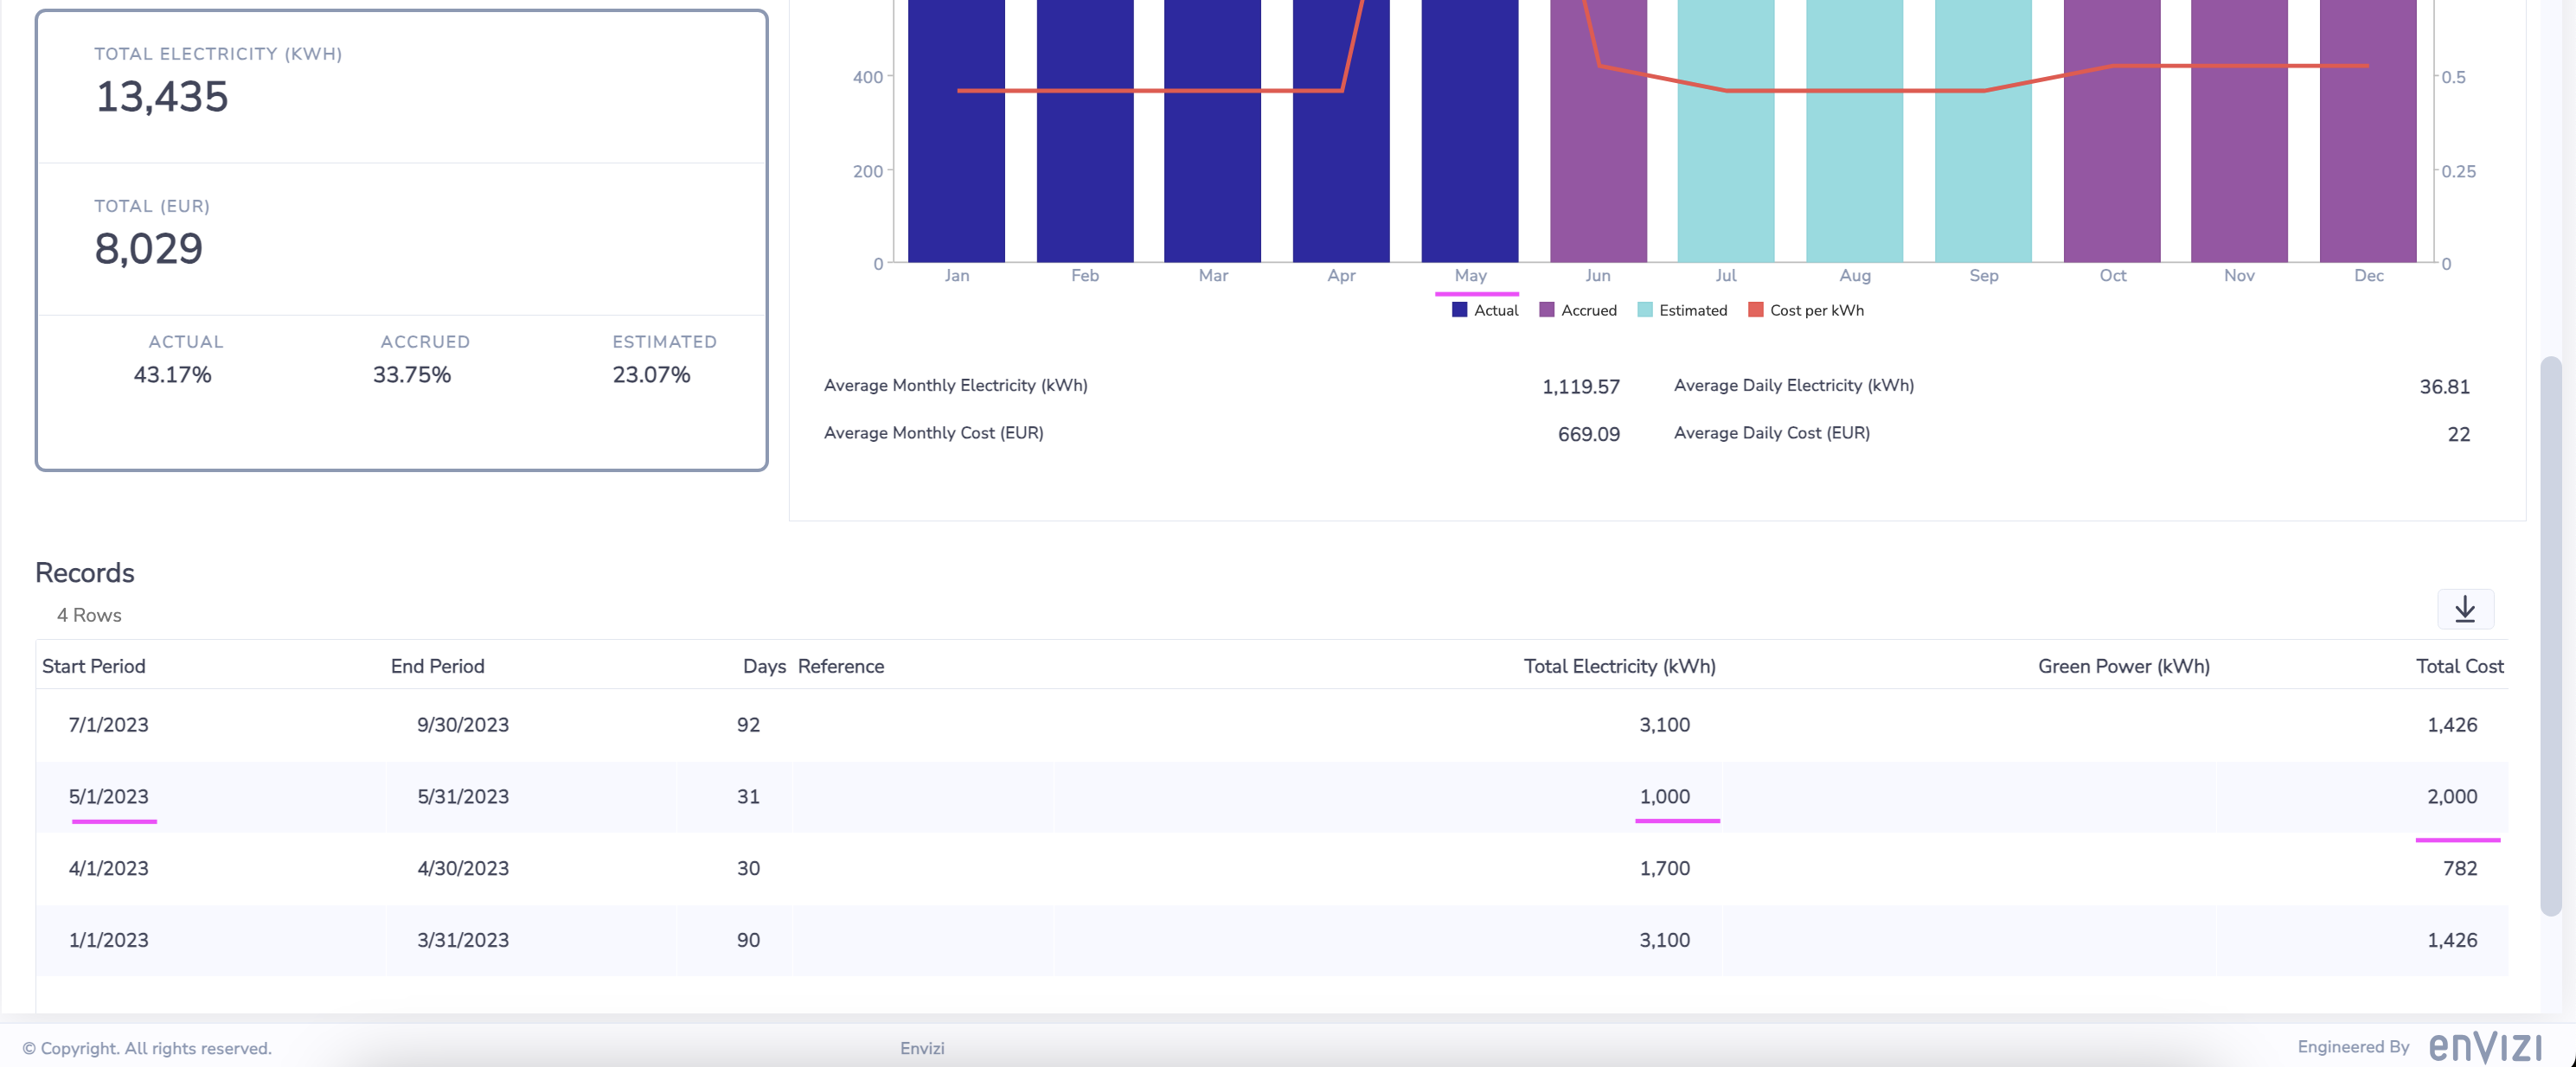 TOTAL ELECTRICITY (KWH)
13,435
TOTAL (EUR)
8,029
ACTUAL ACCRUED ESTIMATED
43.17% 33.75% 23.07%
400 0.5
200 0.25
0 0
Jan Feb Mar Apr May Jun Jul Aug Sep Oct Nov Dec
Actual Accrued Estimated Cost per kWh
Average Monthly Electricity (kWh) 1,119.57 Average Daily Electricity (kWh) 36.81
Average Monthly Cost (EUR) 669.09 Average Daily Cost (EUR) 22
Records
4 Rows
Start Period End Period Days Reference Total Electricity (kWh) Green Power (kWh) Total Cost
7/1/2023 9/30/2023 92 3,100 1,426
5/1/2023 5/31/2023 31 1,000 2,000
4/1/2023 4/30/2023 30 1,700 782
1/1/2023 3/31/2023 90 3,100 1,426
© Copyright. All rights reserved. Envizi Engineered By enVIZI